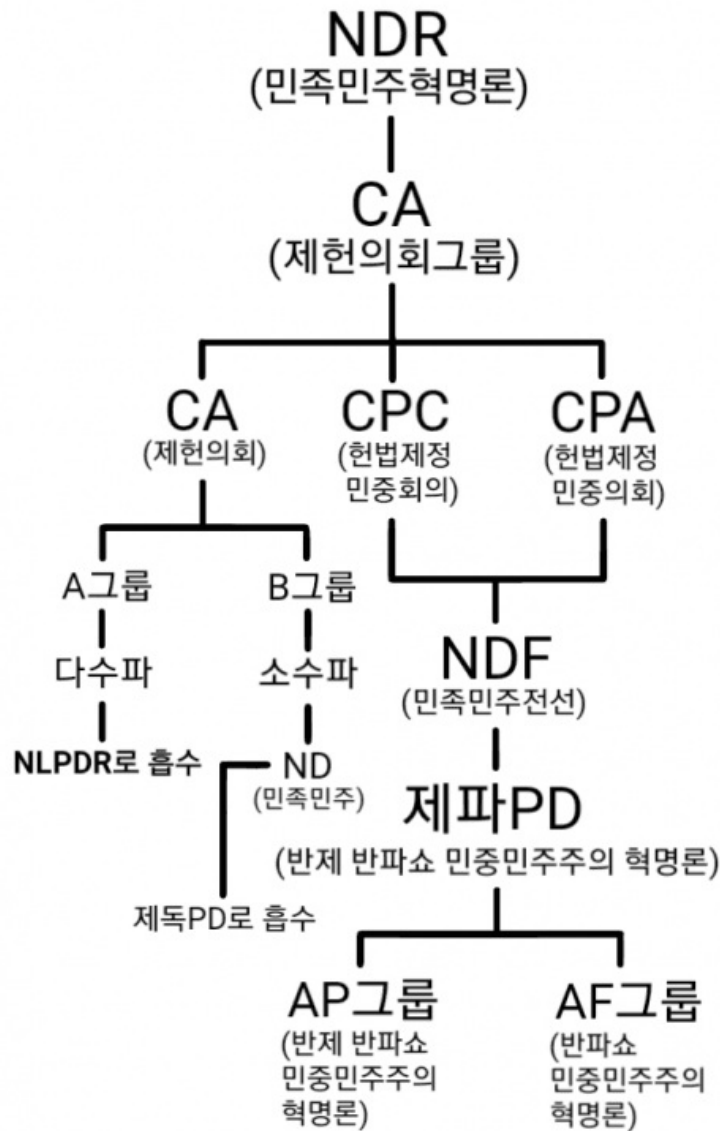 NDR
(민족민주혁명론)
CA
(제헌의회그룹)
CA
(제헌의회)
CPC
(헌법제정
민중회의)
CPA
(헌법제정
민중의회)
A그룹
B그룹
다수파
소수파
NLPDR로 흡수
ND
(민족민주)
제독PD로 흡수
NDF
(민족민주전선)
제파PD
(반제 반파쇼 민중민주주의 혁명론)
AP그룹
(반제 반파쇼
민중민주주의
혁명론)
AF그룹
(반파쇼
민중민주주의
혁명론)